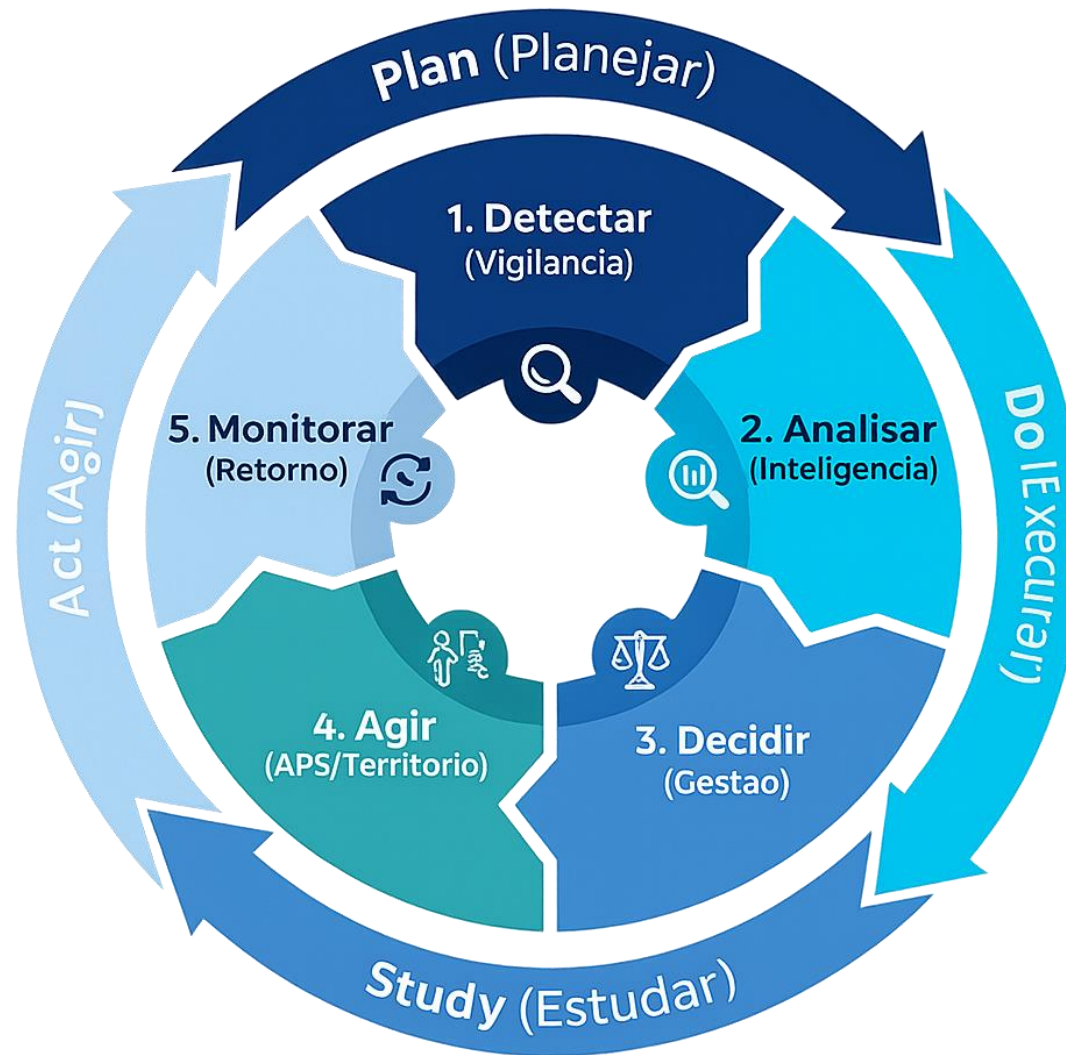 Plan (Planejar)
1. Detectar
(Vigilancia)
2. Analisar
(Inteligencia)
Do
3. Decidir
(Gestao)
4. Agir
(APS/Territorio)
5. Monitorar
(Retorno)
Study (Estudar)
Act (Agir)